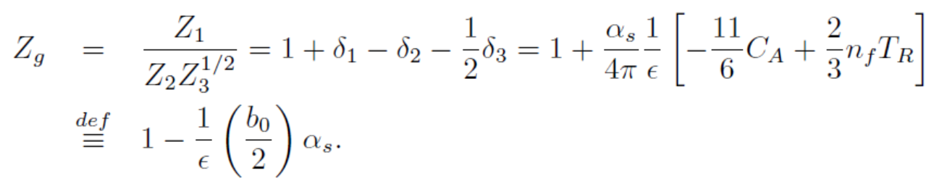 Z_g = \frac{Z_1}{Z_2 Z_3^{1/2}} = 1 + \delta_1 - \delta_2 - \frac{1}{2}\delta_3 = 1 + \frac{\alpha_s}{4\pi} \frac{1}{\epsilon} \left[ -\frac{11}{6} C_A + \frac{2}{3} n_f T_R \right]
\overset{def}{\equiv} 1 - \frac{1}{\epsilon} \left( \frac{b_0}{2} \right) \alpha_s.